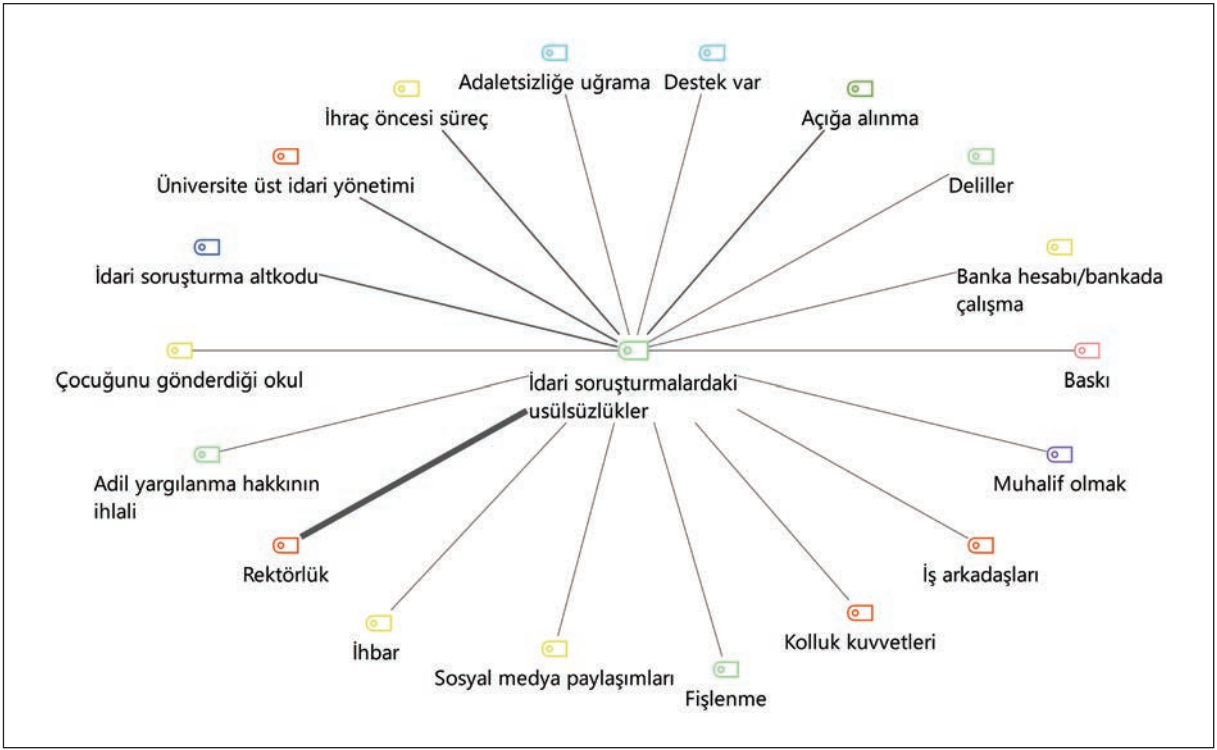 Adaletsizliğe uğrama
Destek var
İhraç öncesi süreç
Açığa alınma
Üniversite üst idari yönetimi
Deliller
İdari soruşturma altkodu
Banka hesabı/bankada
çalışma
Çocuğunu gönderdiği okul
İdari soruşturmalardaki
usülsüzlükler
Baskı
Adil yargılanma hakkının
ihlali
Muhalif olmak
Rektörlük
İş arkadaşları
İhbar
Kolluk kuvvetleri
Sosyal medya paylaşımları
Fişlenme